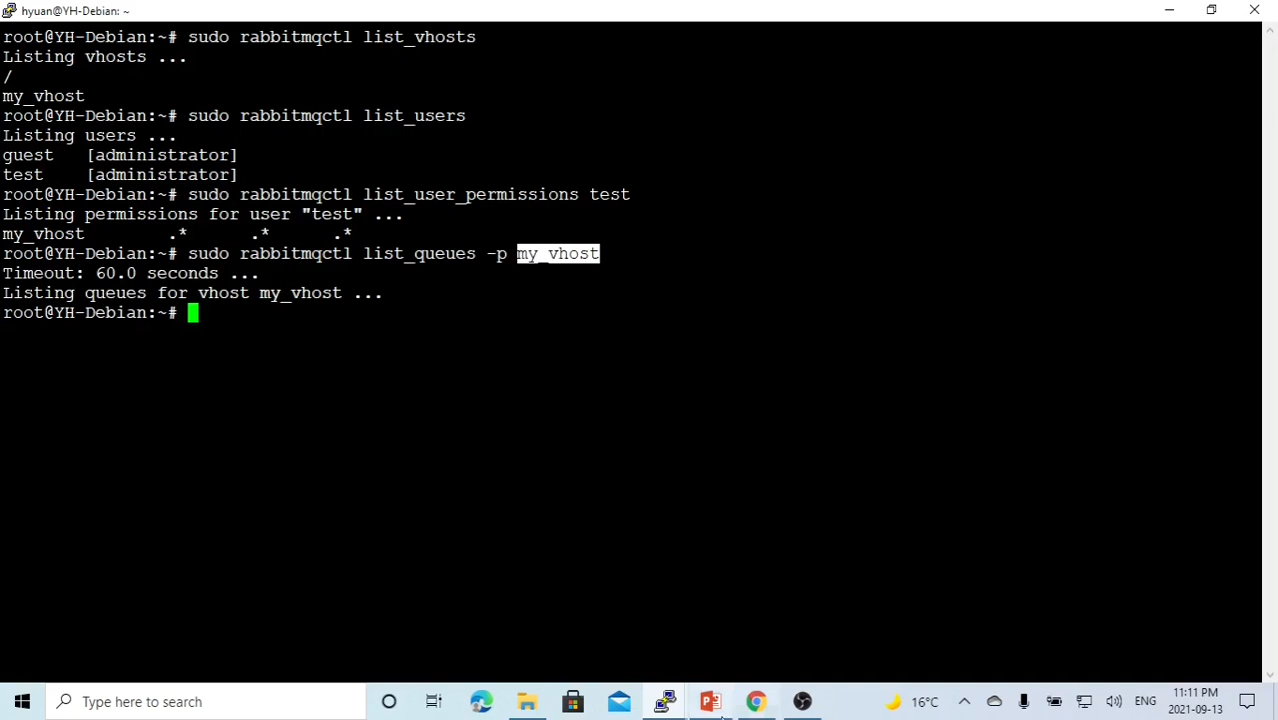 hyuan@YH-Debian: ~
root@YH-Debian:~# sudo rabbitmqctl list_vhosts
Listing vhosts ...
/
my_vhost
root@YH-Debian:~# sudo rabbitmqctl list_users
Listing users ...
guest   [administrator]
test    [administrator]
root@YH-Debian:~# sudo rabbitmqctl list_user_permissions test
Listing permissions for user "test" ...
my_vhost        .*      .*      .*
root@YH-Debian:~# sudo rabbitmqctl list_queues -p my_vhost
Timeout: 60.0 seconds ...
Listing queues for vhost my_vhost ...
root@YH-Debian:~#
Type here to search
16°C
ENG
11:11 PM
2021-09-13